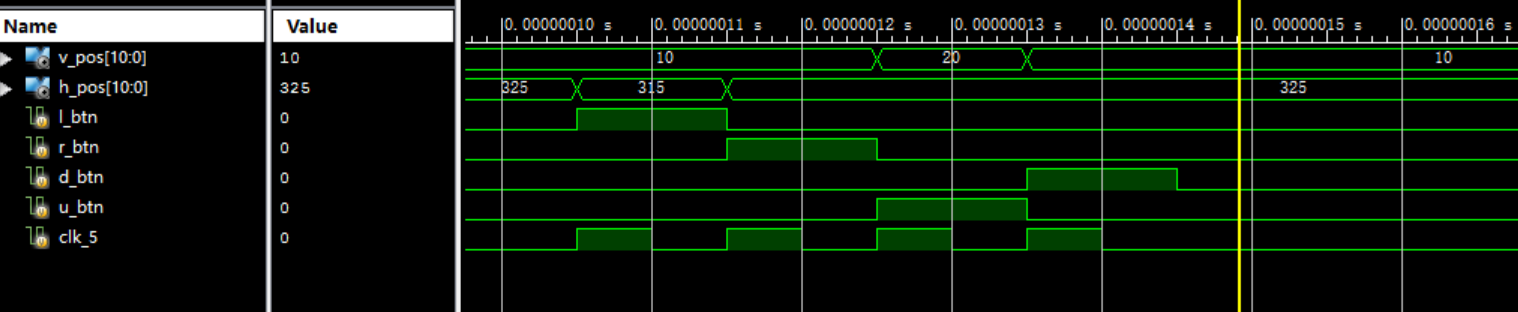 Name Value 0.00000010 s 0.00000011 s 0.00000012 s 0.00000013 s 0.00000014 s 0.00000015 s 0.00000016 s
v_pos[10:0] 10 10 20 10
h_pos[10:0] 325 325 315 325
l_btn 0
r_btn 0
d_btn 0
u_btn 0
clk_5 0